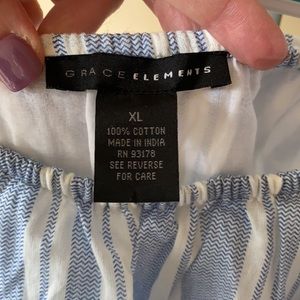 GRACE ELEMENTS
XL
100% COTTON
MADE IN INDIA
RN 93178
SEE REVERSE
FOR CARE